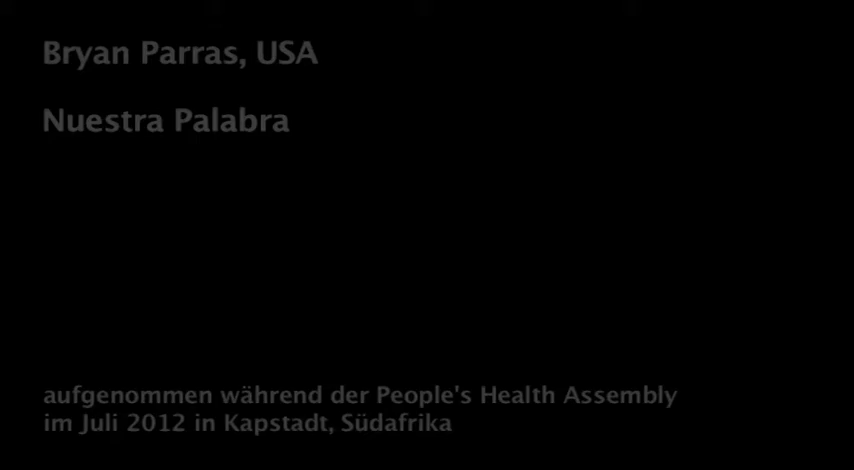 Bryan Parras, USA
Nuestra Palabra
aufgenommen während der People's Health Assembly
im Juli 2012 in Kapstadt, Südafrika